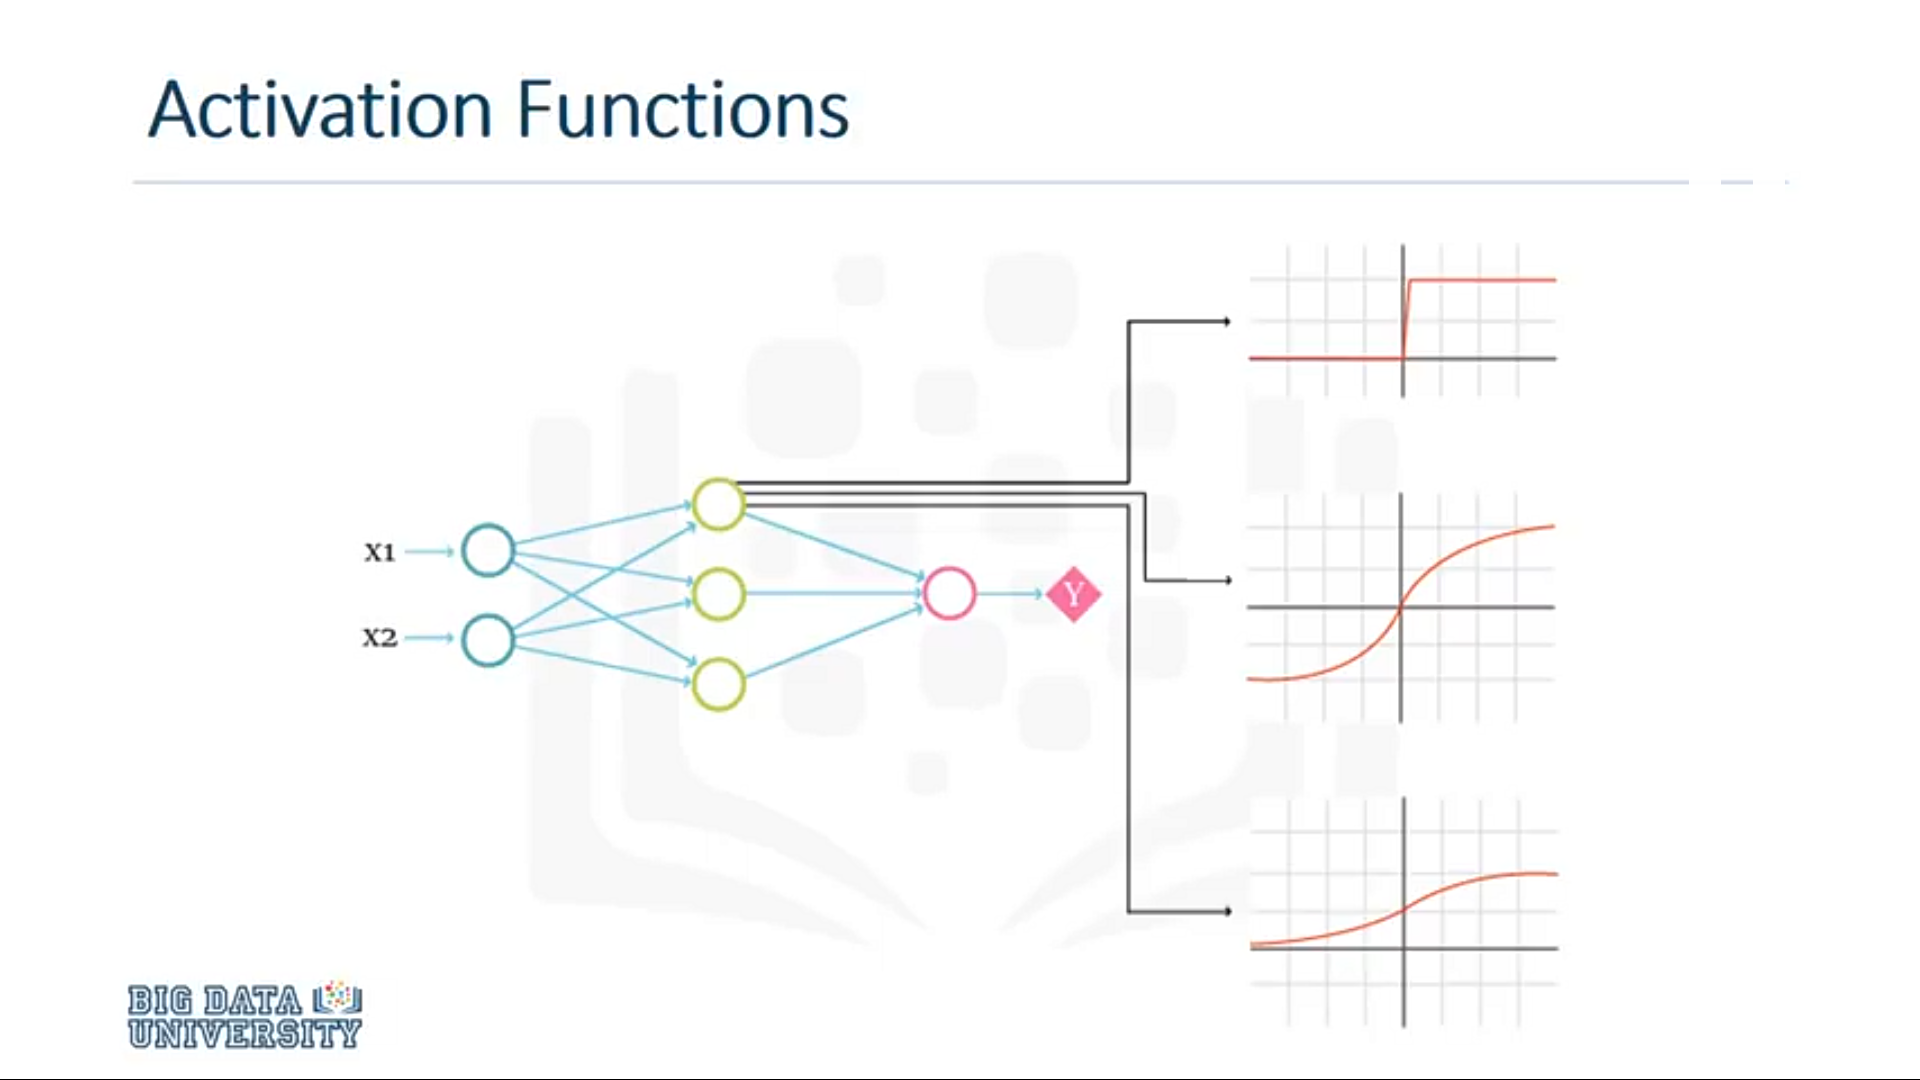 Activation Functions
X1
X2
Y
BIG DATA
UNIVERSITY